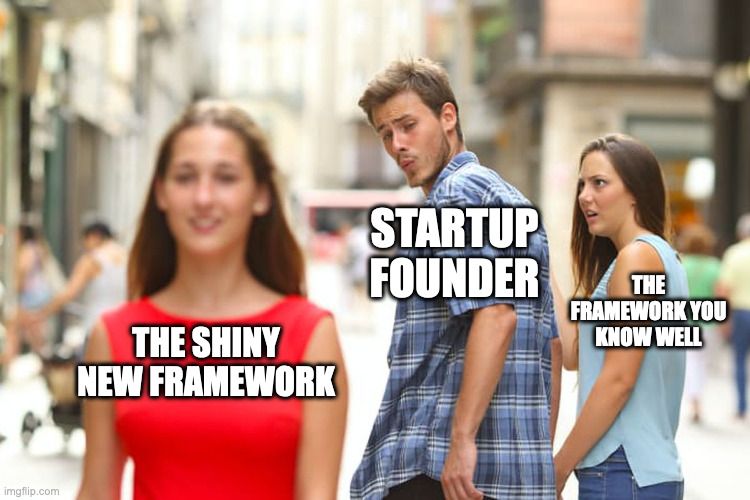 STARTUP
FOUNDER
THE
FRAMEWORK YOU
KNOW WELL
THE SHINY
NEW FRAMEWORK
imgflip.com